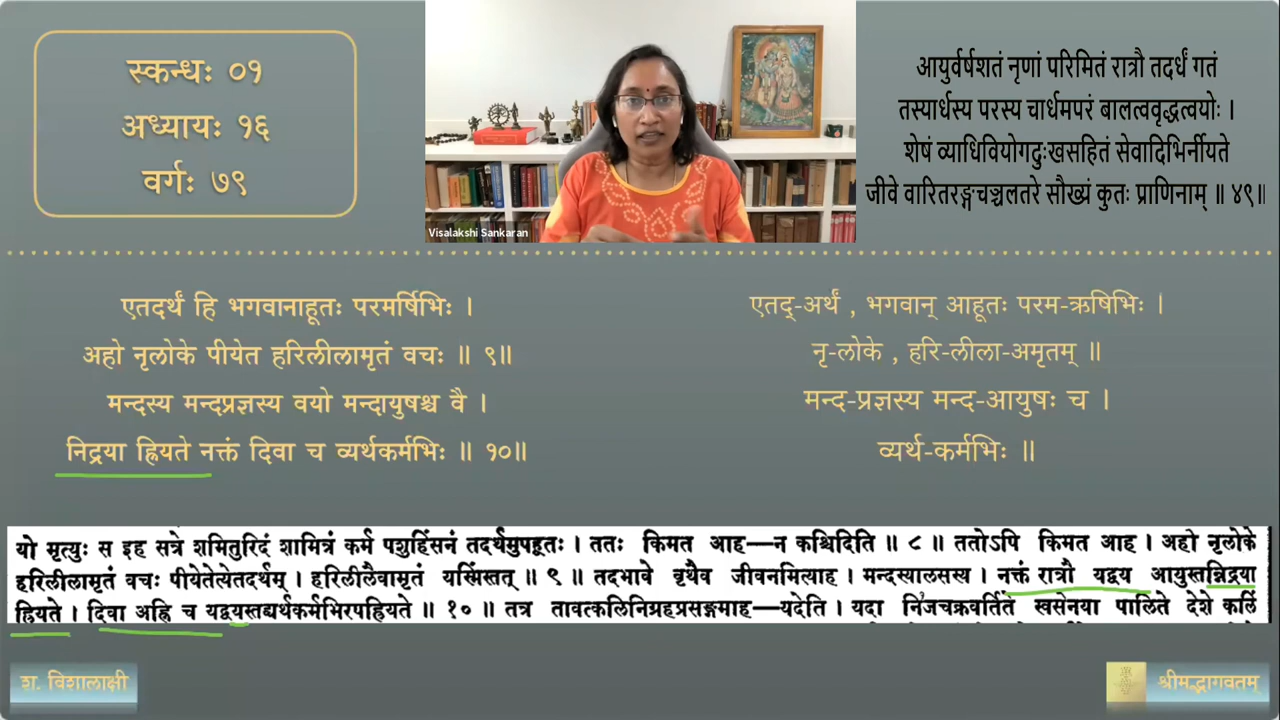 स्कन्धः ०१
अध्यायः १६
वर्गः ७९
Visalakshi Sankaran
आयुर्वर्षशतं नृणां परिमितं रात्रौ तदर्धं गतं
तस्यार्धस्य परस्य चार्धमपरं बालत्ववृद्धत्वयोः ।
शेषं व्याधिवियोगदुःखसहितं सेवादिभिर्नीयते
जीवे वारितरङ्गचञ्चलतरे सौख्यं कुतः प्राणिनाम् ॥ ४९॥
एतदर्थं हि भगवानाहूतः परमर्षिभिः ।
अहो नृलोके पीयेत हरिलीलामृतं वचः ॥ ९॥
मन्दस्य मन्दप्रज्ञस्य वयो मन्दायुषश्च वै ।
निद्रया ह्रियते नक्तं दिवा च व्यर्थकर्मभिः ॥ १०॥
एतद्-अर्थं , भगवान् आहूतः परम-ऋषिभिः ।
नृ-लोके , हरि-लीला-अमृतम् ॥
मन्द-प्रज्ञस्य मन्द-आयुषः च ।
व्यर्थ-कर्मभिः ॥
यो मृत्युः स इह सत्रे शमितुरिदं शामित्रं कर्म पशुहिंसनं तदर्थमुपहूतः । ततः किमत आह—न कश्चिदिति ॥ ८ ॥ ततोऽपि किमत आह । अहो नृलोके
हरिलीलामृतं वचः पीयेतेत्येतदर्थम् । हरिलीलैवामृतं यस्मिंस्तत् ॥ ९ ॥ तदभावे वृथैव जीवनमित्याह । मन्दस्यालसस्य । नक्तं रात्रौ यद्वय आयुस्तन्निद्रया
ह्रियते । दिवा अह्नि च यद्वयस्तद्व्यर्थकर्मभिरपह्रियते ॥ १० ॥ तत्र तावत्कलिनिग्रहप्रसङ्गमाह—यदेति । यदा निजचक्रवर्तिते स्वसेनया पालिते देशे कलिं
श. विशालाक्षी
श्रीमद्भागवतम्